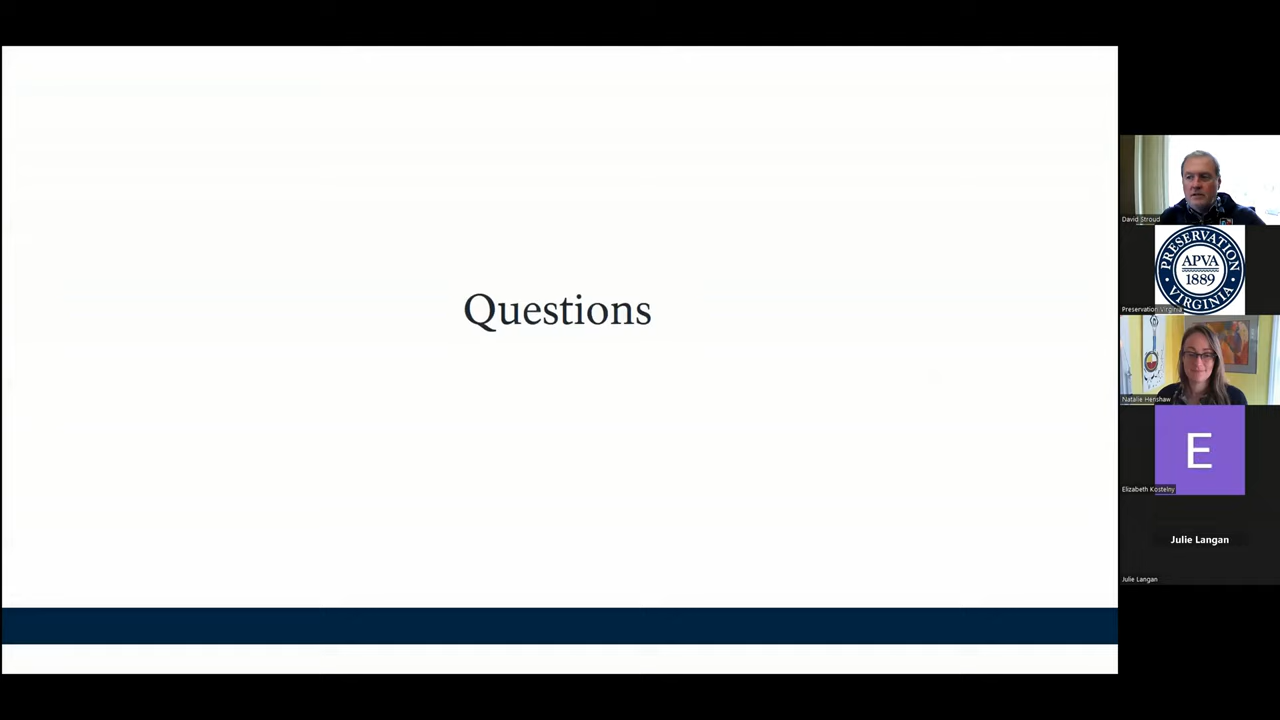 Questions
David Stroud
PRESERVATION
APVA
1889
VIRGINIA
Preservation Virginia
Natalie Henshaw
E
Elizabeth Kostelny
Julie Langan
Julie Langan